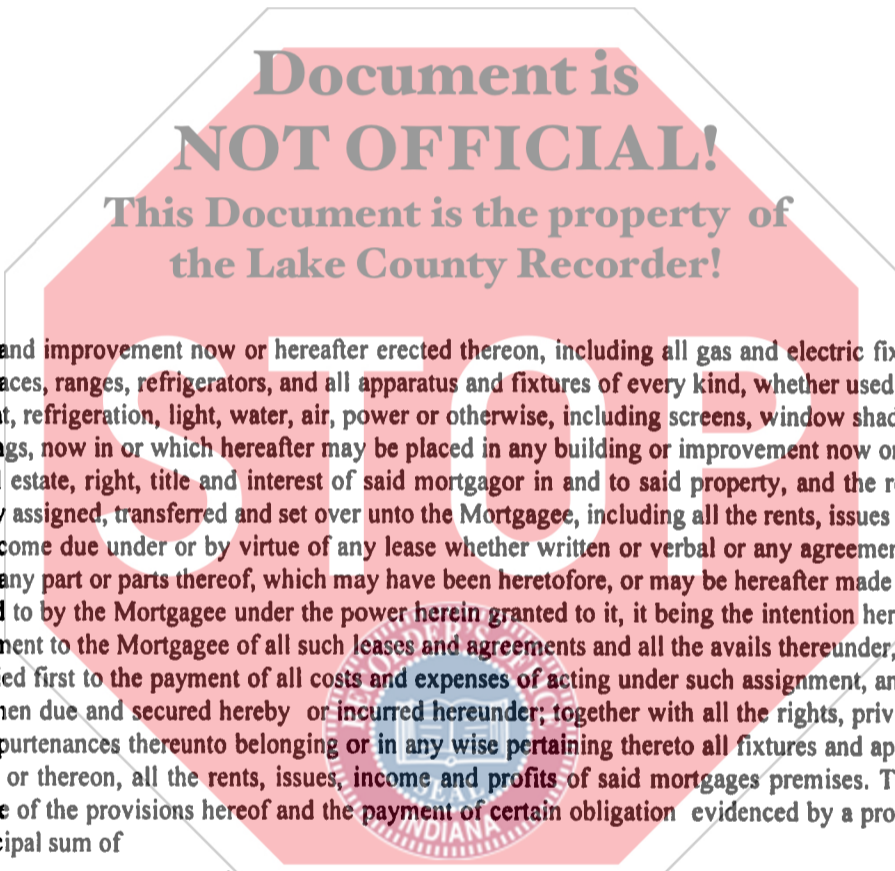 Document is
NOT OFFICIAL!
This Document is the property of
the Lake County Recorder!
STOP
and improvement now or hereafter erected thereon, including all gas and electric fix
aces, ranges, refrigerators, and all apparatus and fixtures of every kind, whether used
t, refrigeration, light, water, air, power or otherwise, including screens, window shad
gs, now in or which hereafter may be placed in any building or improvement now or
estate, right, title and interest of said mortgagor in and to said property, and the r
assigned, transferred and set over unto the Mortgagee, including all the rents, issues
come due under or by virtue of any lease whether written or verbal or any agreemen
any part or parts thereof, which may have been heretofore, or may be hereafter made
d to by the Mortgagee under the power herein granted to it, it being the intention her
nent to the Mortgagee of all such leases and agreements and all the avails thereunder,
ed first to the payment of all costs and expenses of acting under such assignment, an
hen due and secured hereby or incurred hereunder; together with all the rights, priv
purtenances thereunto belonging or in any wise pertaining thereto all fixtures and ap
or thereon, all the rents, issues, income and profits of said mortgages premises. T
e of the provisions hereof and the payment of certain obligation evidenced by a pro
cipal sum of
RECORDER'S OFFICE
SEAL
INDIANA